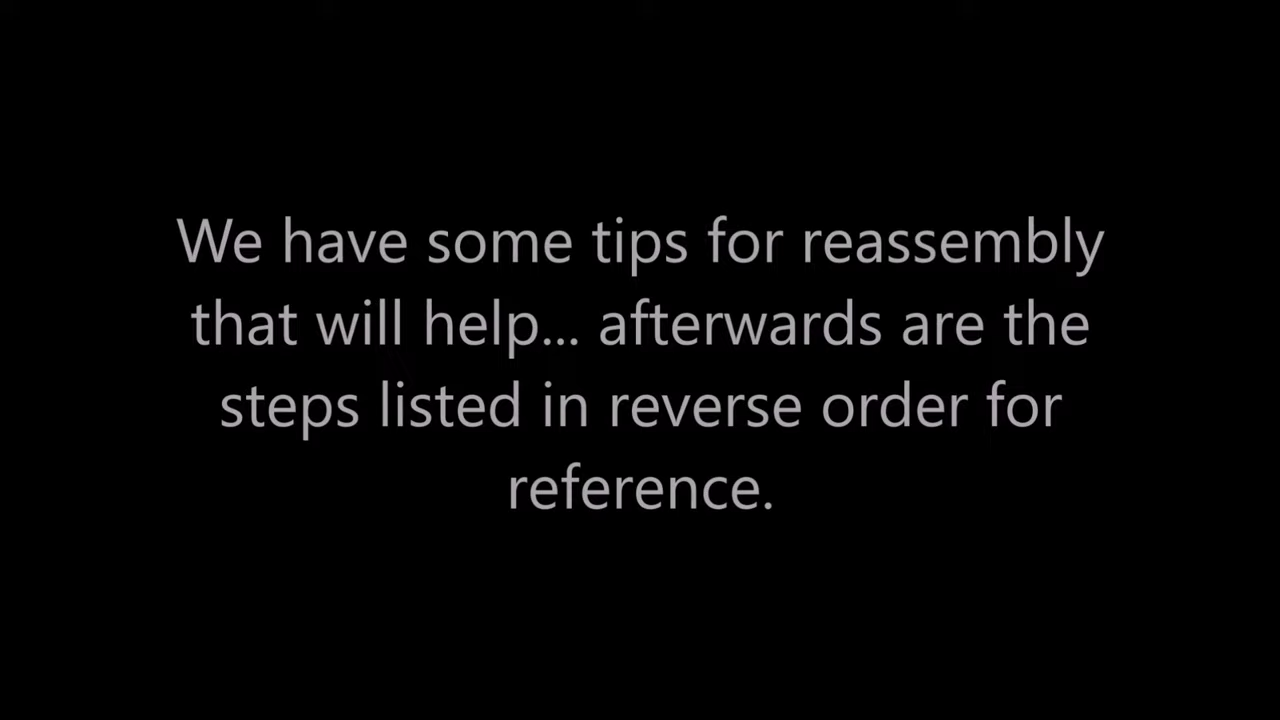 We have some tips for reassembly
that will help... afterwards are the
steps listed in reverse order for
reference.